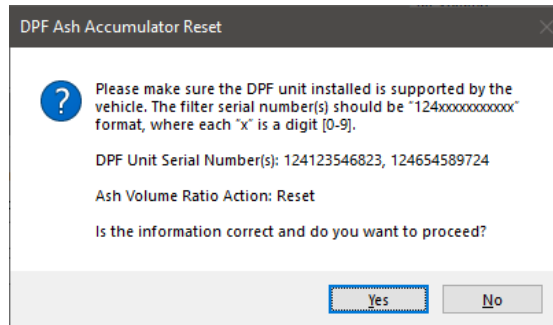 DPF Ash Accumulator Reset
Please make sure the DPF unit installed is supported by the
vehicle. The filter serial number(s) should be "124xxxxxxxxxx"
format, where each "x" is a digit [0-9].
DPF Unit Serial Number(s): 124123546823, 124654589724
Ash Volume Ratio Action: Reset
Is the information correct and do you want to proceed?
Yes
No